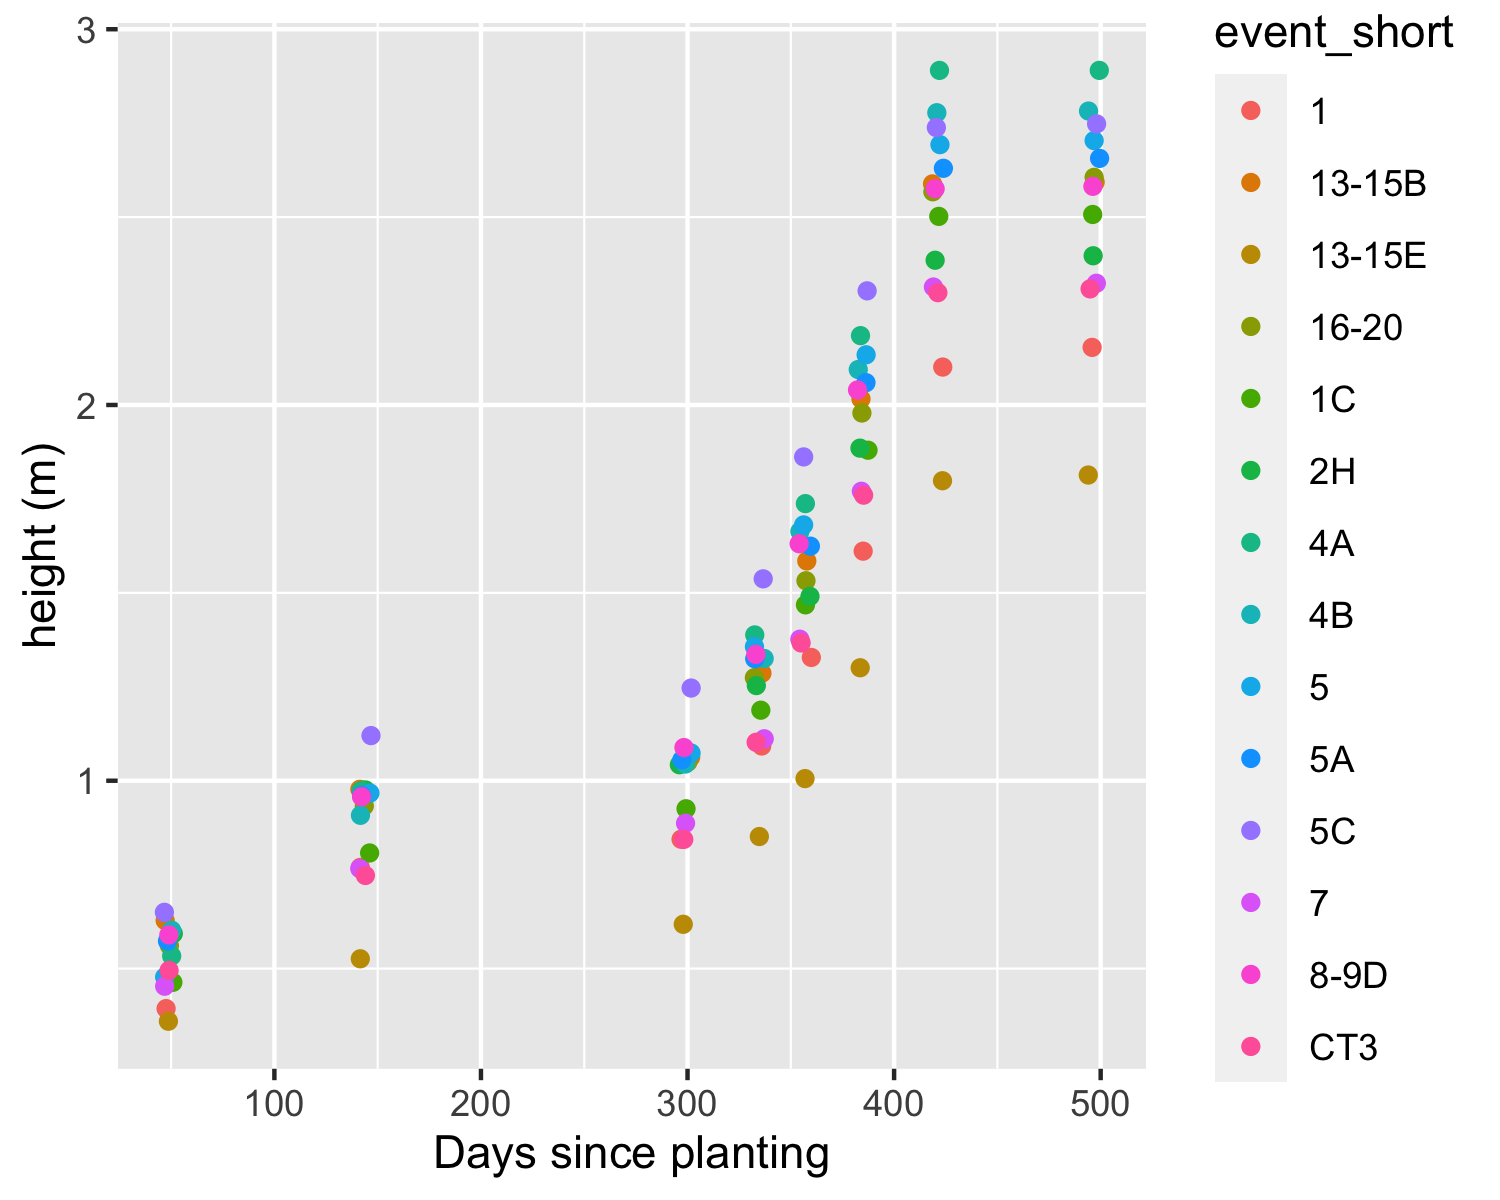 event_short
1
13-15B
13-15E
16-20
1C
2H
4A
4B
5
5A
5C
7
8-9D
CT3
height (m)
3
2
1
100 200 300 400 500
Days since planting